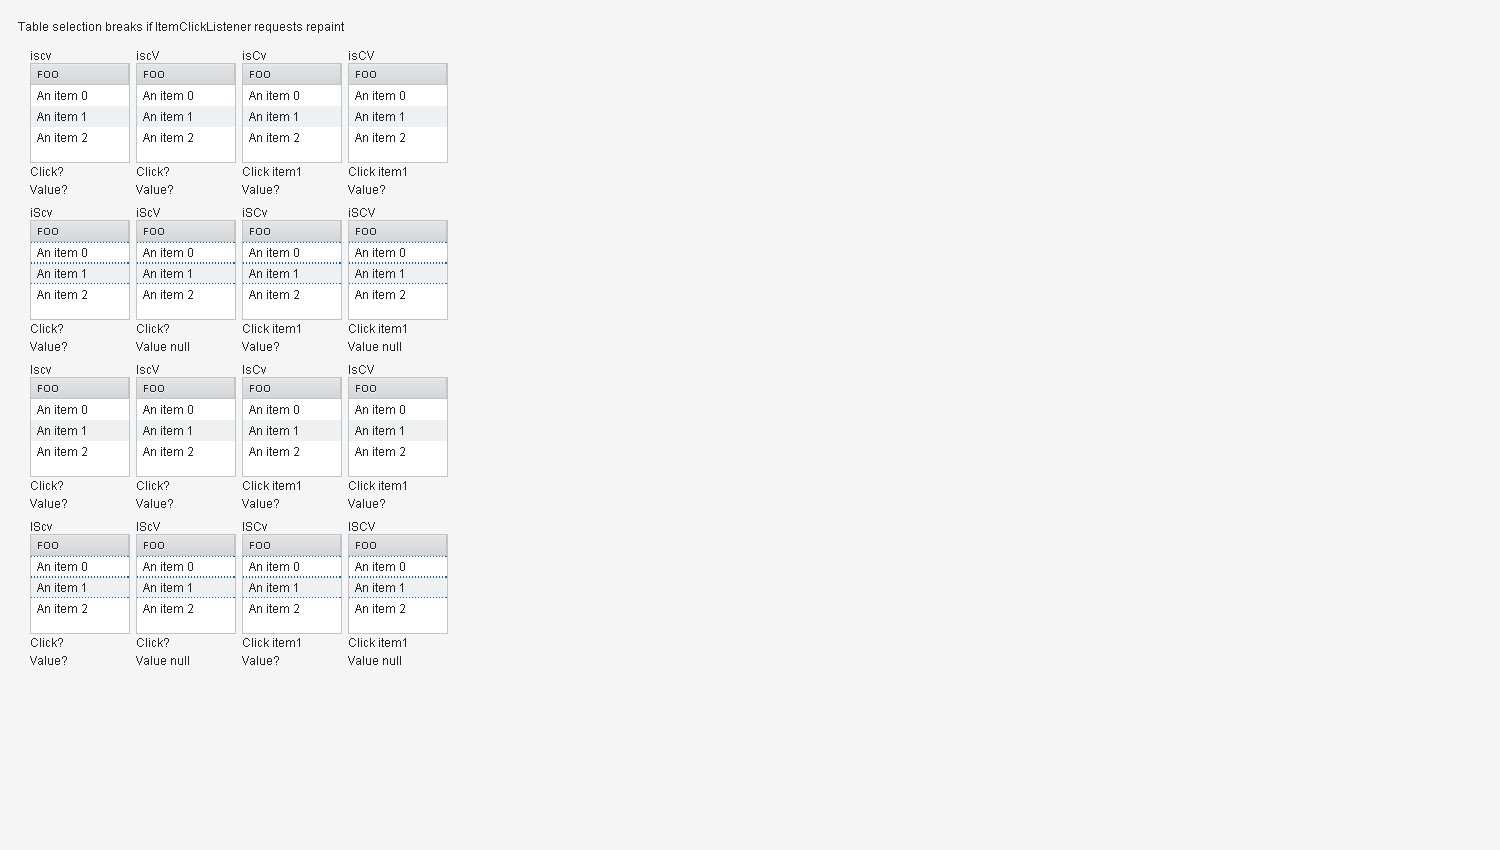 Table selection breaks if ItemClickListener requests repaint
iscv iscV isCv isCV
FOO FOO FOO FOO
An item 0 An item 0 An item 0 An item 0
An item 1 An item 1 An item 1 An item 1
An item 2 An item 2 An item 2 An item 2
Click? Click? Click item1 Click item1
Value? Value? Value? Value?
iScv iScV iSCv iSCV
FOO FOO FOO FOO
An item 0 An item 0 An item 0 An item 0
An item 1 An item 1 An item 1 An item 1
An item 2 An item 2 An item 2 An item 2
Click? Click? Click item1 Click item1
Value? Value null Value? Value null
Iscv IscV IsCv IsCV
FOO FOO FOO FOO
An item 0 An item 0 An item 0 An item 0
An item 1 An item 1 An item 1 An item 1
An item 2 An item 2 An item 2 An item 2
Click? Click? Click item1 Click item1
Value? Value? Value? Value?
IScv IScV ISCv ISCV
FOO FOO FOO FOO
An item 0 An item 0 An item 0 An item 0
An item 1 An item 1 An item 1 An item 1
An item 2 An item 2 An item 2 An item 2
Click? Click? Click item1 Click item1
Value? Value null Value? Value null